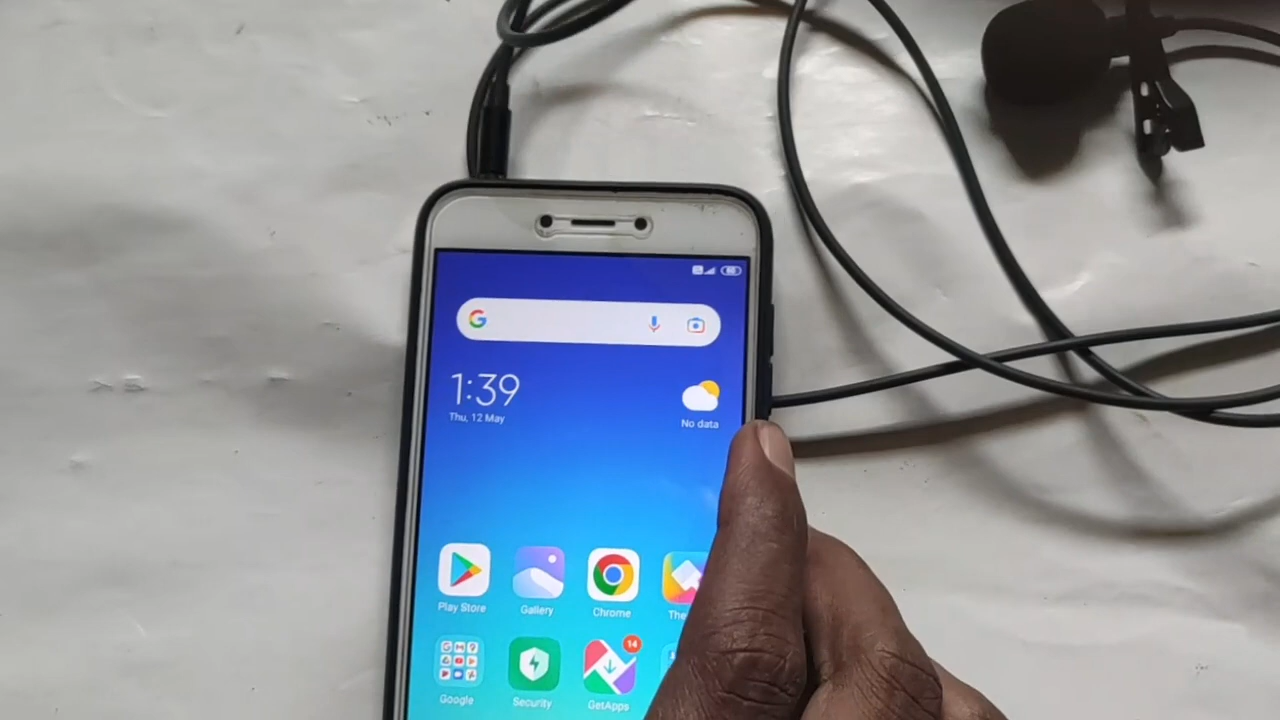 1:39
Thu, 12 May
No data
Play Store
Gallery
Chrome
The
14
Google
Security
GetApps